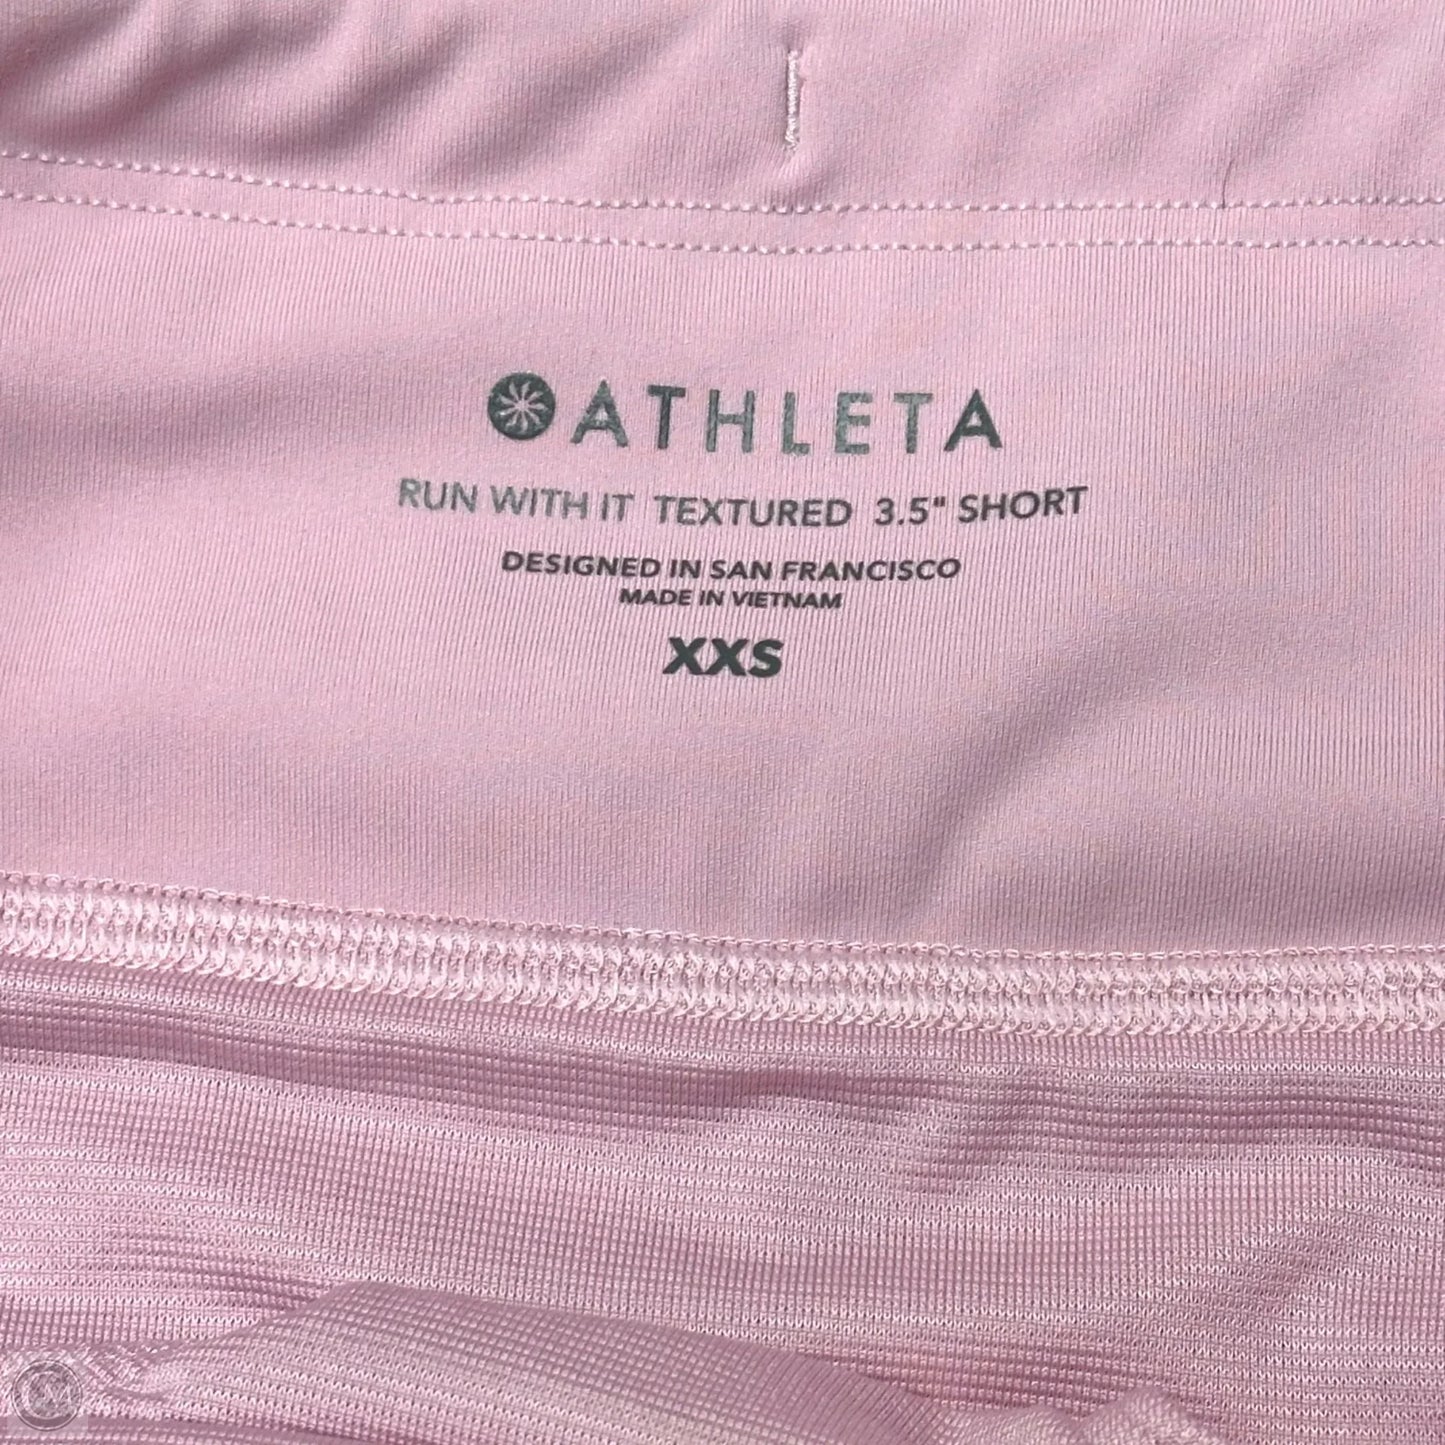 ATHLETA
RUN WITH IT TEXTURED 3.5" SHORT
DESIGNED IN SAN FRANCISCO
MADE IN VIETNAM
XXS